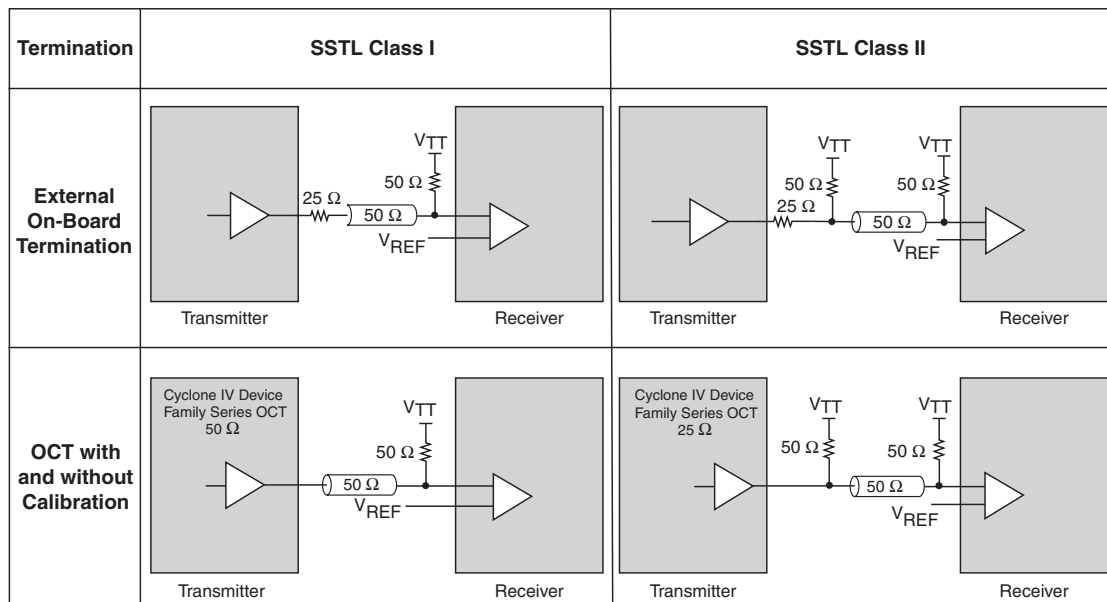 Termination
SSTL Class I
SSTL Class II
External
On-Board
Termination
VTT
50 Ω
25 Ω
50 Ω
VREF
Transmitter
Receiver
VTT
VTT
50 Ω
50 Ω
25 Ω
50 Ω
VREF
Transmitter
Receiver
OCT with
and without
Calibration
Cyclone IV Device
Family Series OCT
50 Ω
VTT
50 Ω
50 Ω
VREF
Transmitter
Receiver
Cyclone IV Device
Family Series OCT
25 Ω
VTT
VTT
50 Ω
50 Ω
50 Ω
VREF
Transmitter
Receiver